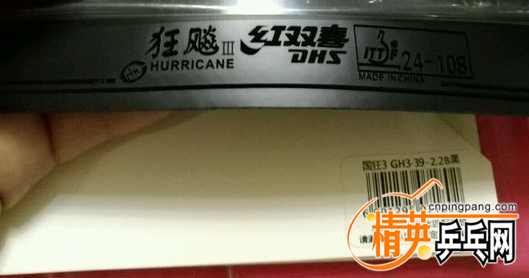 狂飚III 红双喜
HURRICANE DHS
ITTF 24-108
MADE IN CHINA
国狂3 GH3-39-2.2B黑
cnpingpang.com
精英乒乓网